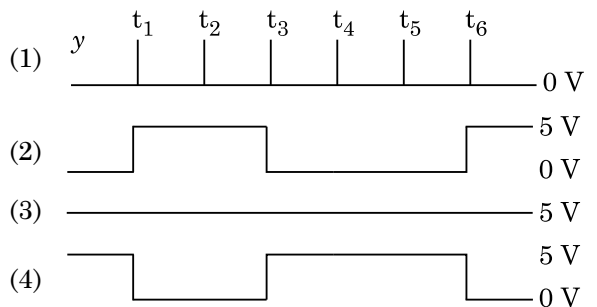 t1 t2 t3 t4 t5 t6
(1) y
0 V
(2) 5 V
0 V
(3) 5 V
(4) 5 V
0 V